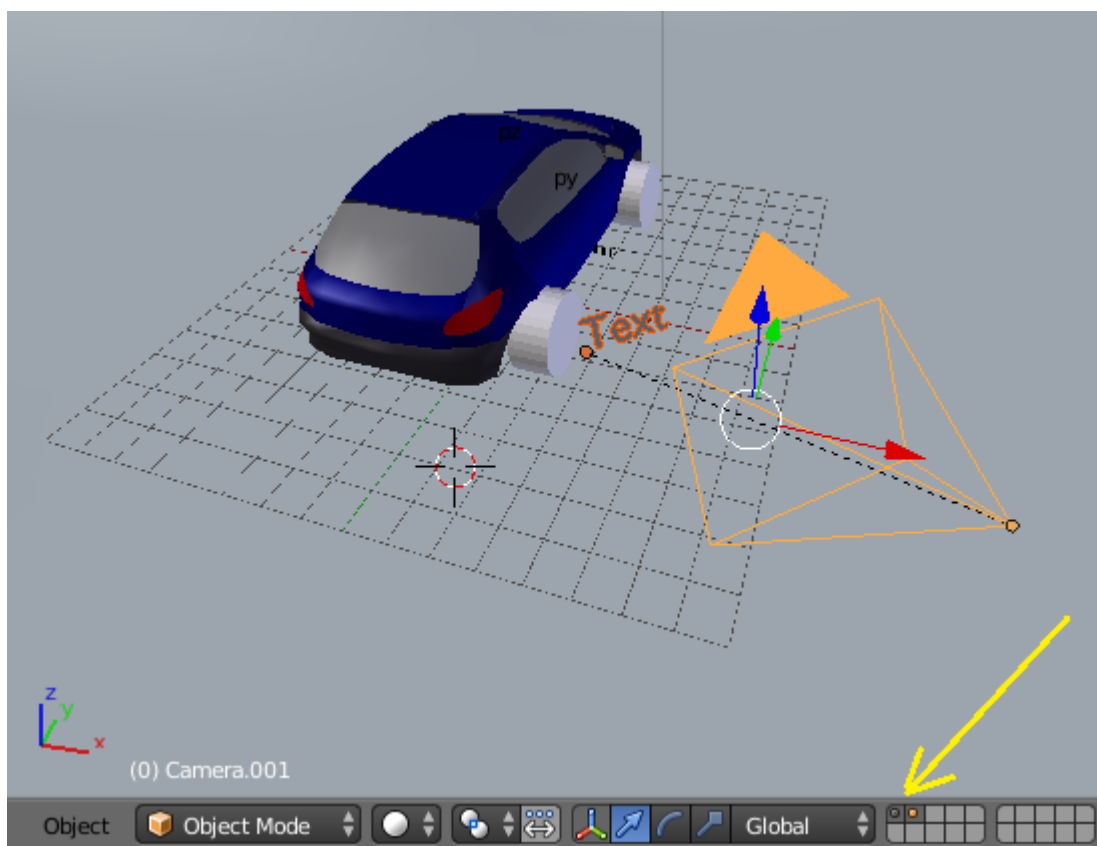 pz
py
Text
z
y
x
(0) Camera.001
Object
Object Mode
Global